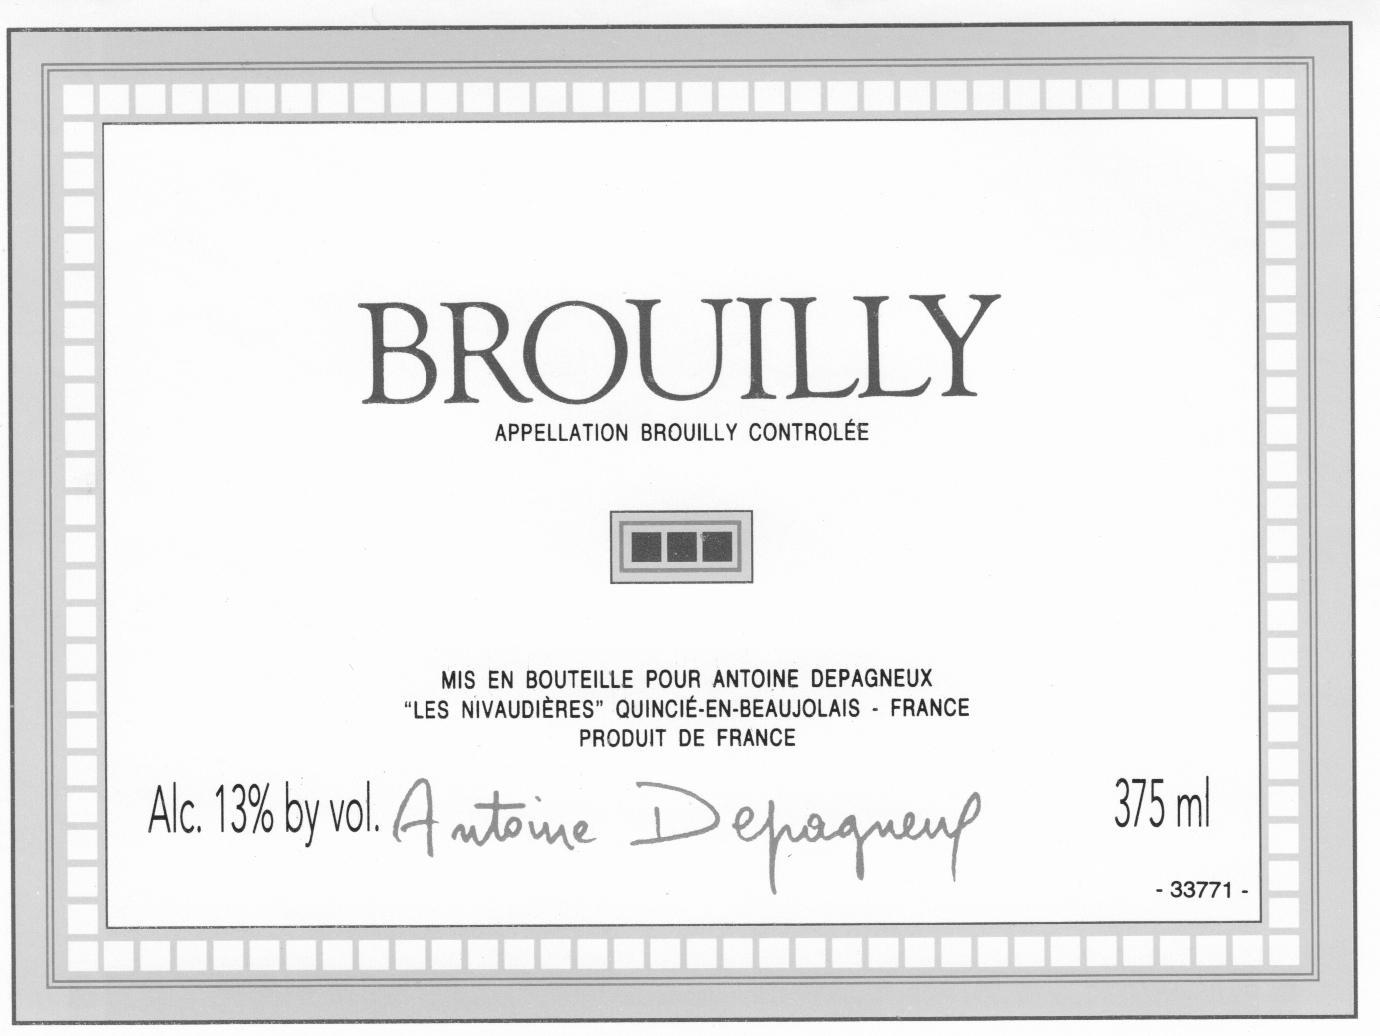 BROUILLY
APPELLATION BROUILLY CONTROLÉE
MIS EN BOUTEILLE POUR ANTOINE DEPAGNEUX
“LES NIVAUDIÈRES” QUINCIÉ-EN-BEAUJOLAIS - FRANCE
PRODUIT DE FRANCE
Alc. 13% by vol. Antoine Depagneux 375 ml
- 33771 -